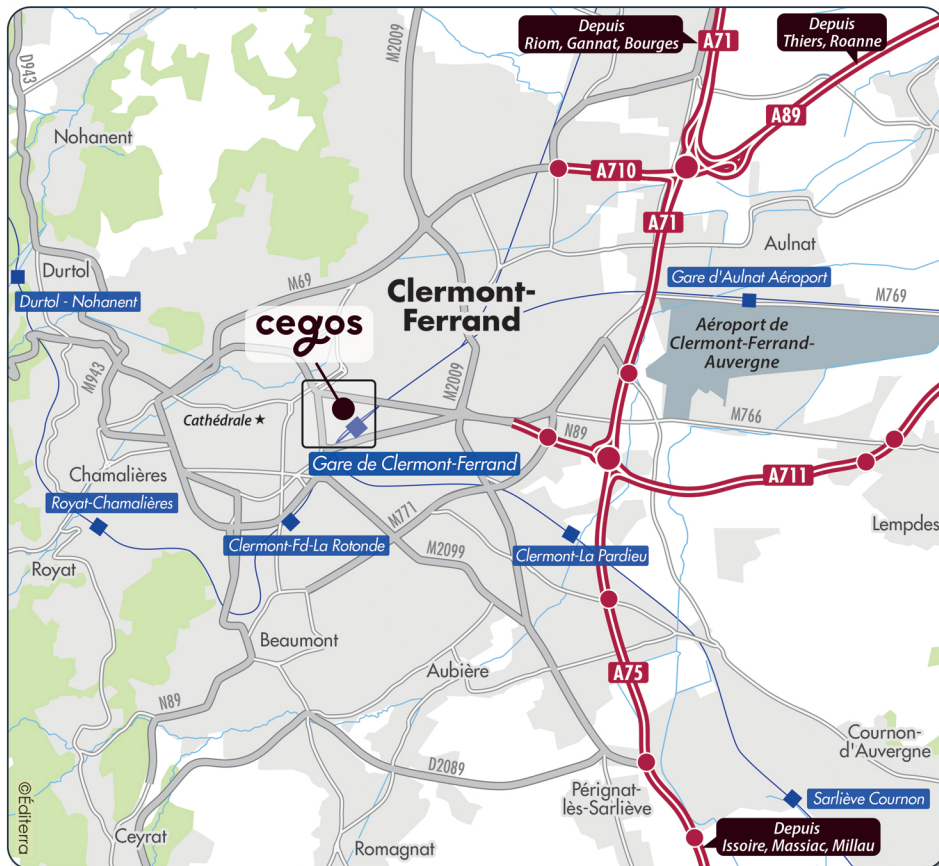 Depuis
Riom, Gannat, Bourges
A71
Depuis
Thiers, Roanne
D943
M2009
A89
Nohanent
A710
A71
Aulnat
Durtol
Durtol - Nohanent
M69
Gare d'Aulnat Aéroport
M769
Clermont-
Ferrand
cegos
Aéroport de
Clermont-Ferrand-
Auvergne
M943
M2009
Cathédrale
M766
N89
Gare de Clermont-Ferrand
Chamalières
A711
Royat-Chamalières
M771
Lempdes
Clermont-Fd-La Rotonde
M2099
Clermont-La Pardieu
Royat
Beaumont
Aubière
A75
N89
Cournon-
d'Auvergne
D2089
Pérignat-
lès-Sarliève
Sarliève Cournon
©Éditerra
Ceyrat
Romagnat
Depuis
Issoire, Massiac, Millau